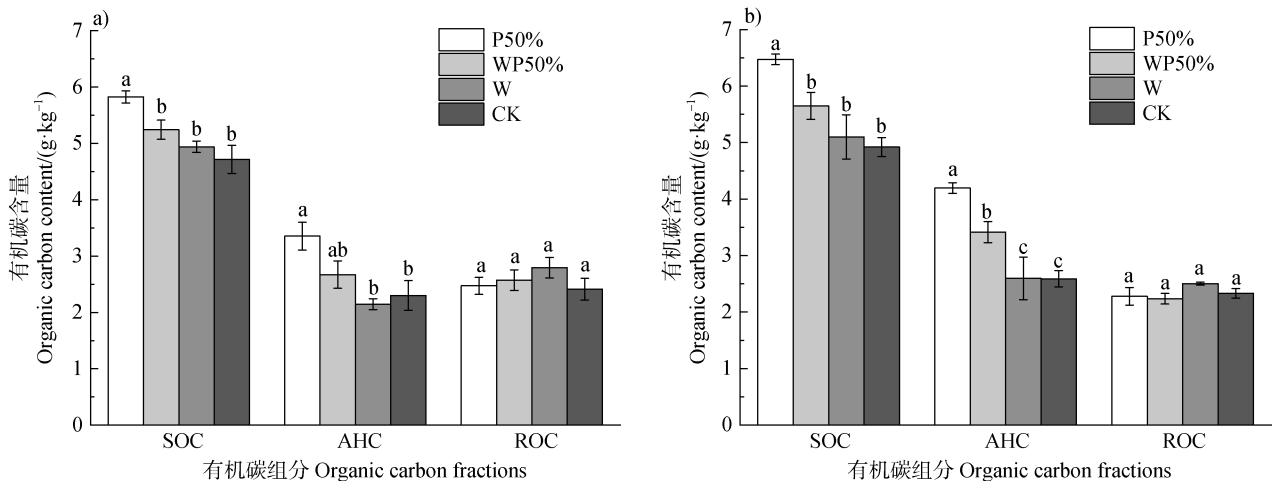 a)
7
6
5
4
3
2
1
0
有机碳含量
Organic carbon content/(g·kg⁻¹)
P50%
WP50%
W
CK
a
b
b
b
a
ab
b
b
a
a
a
a
SOC
AHC
ROC
有机碳组分 Organic carbon fractions
b)
7
6
5
4
3
2
1
0
有机碳含量
Organic carbon content/(g·kg⁻¹)
P50%
WP50%
W
CK
a
b
b
b
a
b
c
c
a
a
a
a
SOC
AHC
ROC
有机碳组分 Organic carbon fractions